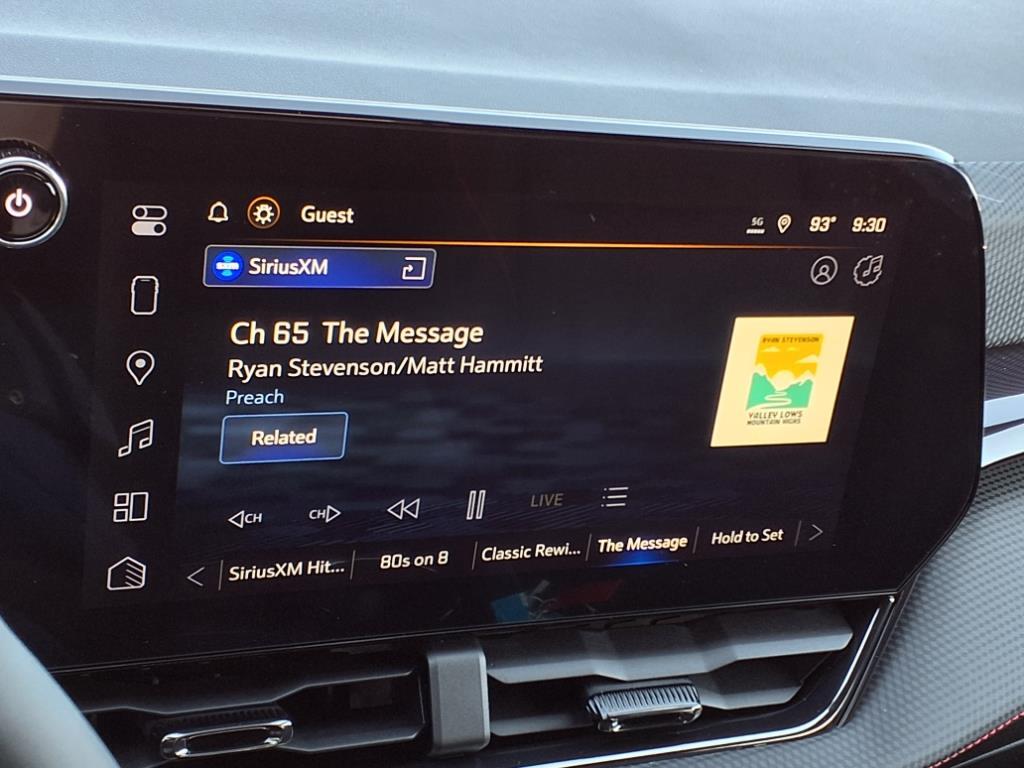 Guest
5G 93° 9:30
SXM SiriusXM
Ch 65 The Message
Ryan Stevenson/Matt Hammitt
Preach
Related
RYAN STEVENSON
VALLEY LOWS
MOUNTAIN HIGHS
CH CH LIVE
SiriusXM Hit... 80s on 8 Classic Rewi... The Message Hold to Set